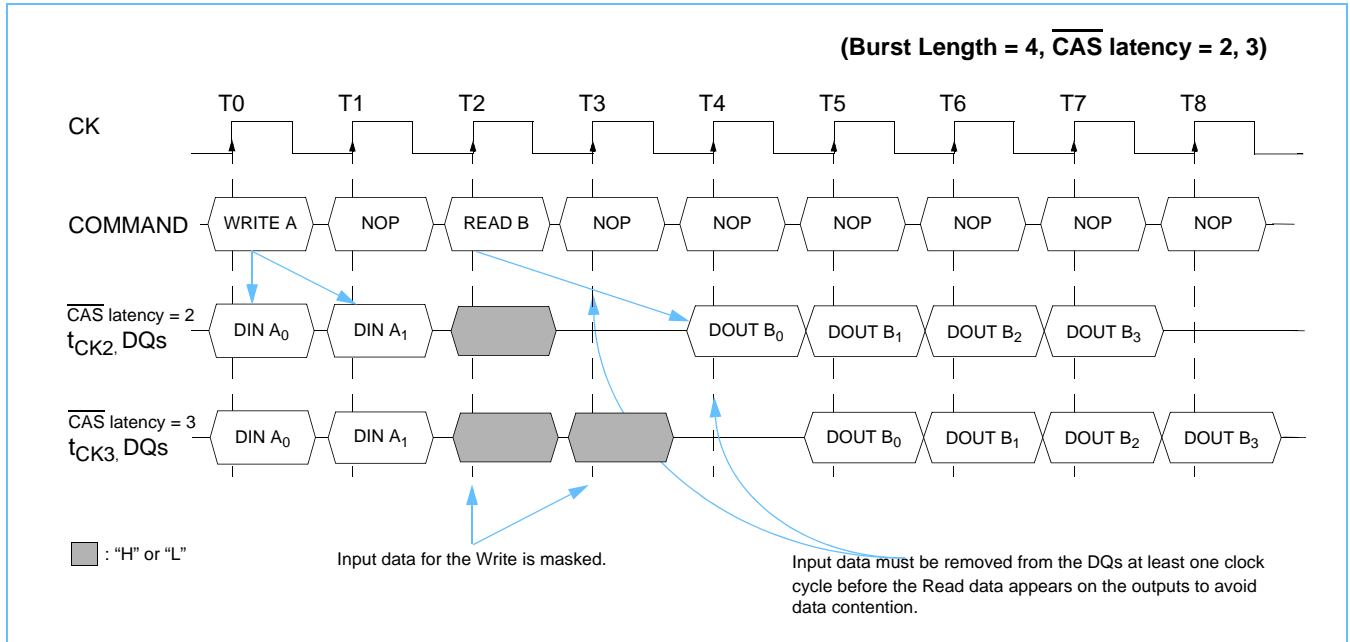 (Burst Length = 4, CAS latency = 2, 3)
T0 T1 T2 T3 T4 T5 T6 T7 T8
CK
COMMAND WRITE A NOP READ B NOP NOP NOP NOP NOP NOP
CAS latency = 2
tCK2, DQs DIN A0 DIN A1 DOUT B0 DOUT B1 DOUT B2 DOUT B3
CAS latency = 3
tCK3, DQs DIN A0 DIN A1 DOUT B0 DOUT B1 DOUT B2 DOUT B3
: “H” or “L”
Input data for the Write is masked.
Input data must be removed from the DQs at least one clock
cycle before the Read data appears on the outputs to avoid
data contention.